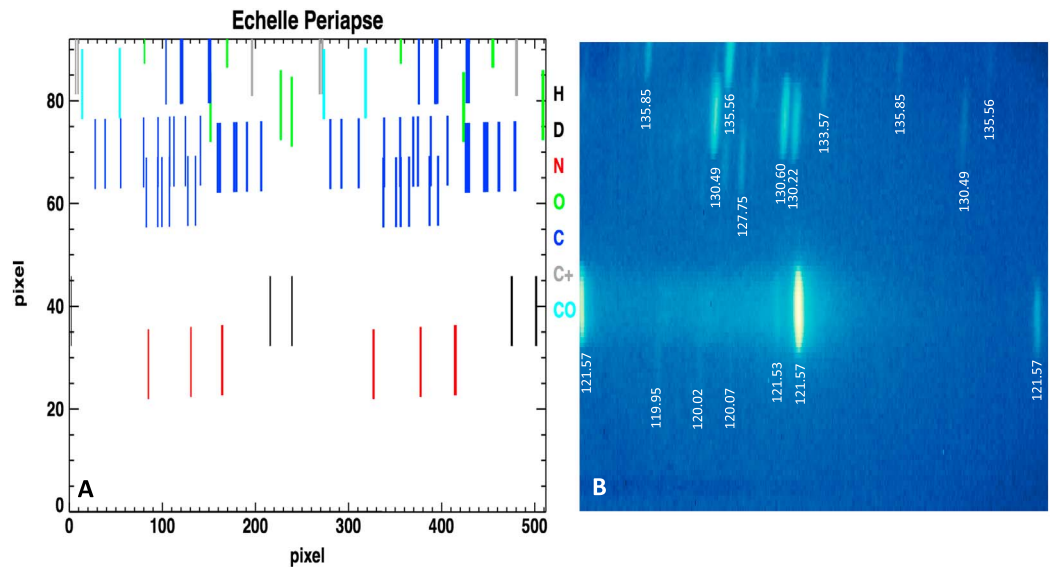 Echelle Periapse
80
60
40
20
0
0
100
200
300
400
500
pixel
pixel
A
H
D
N
O
C
C+
CO
135.85
135.56
133.57
135.85
135.56
130.49
127.75
130.60
130.22
130.49
121.57
119.95
120.02
120.07
121.53
121.57
121.57
B